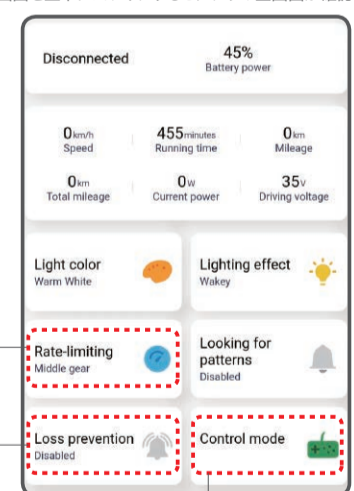 Disconnected
45%
Battery power
0km/h
Speed
455minutes
Running time
0km
Mileage
0km
Total mileage
0w
Current power
35v
Driving voltage
Light color
Warm White
Lighting effect
Wakey
Rate-limiting
Middle gear
Looking for
patterns
Disabled
Loss prevention
Disabled
Control mode